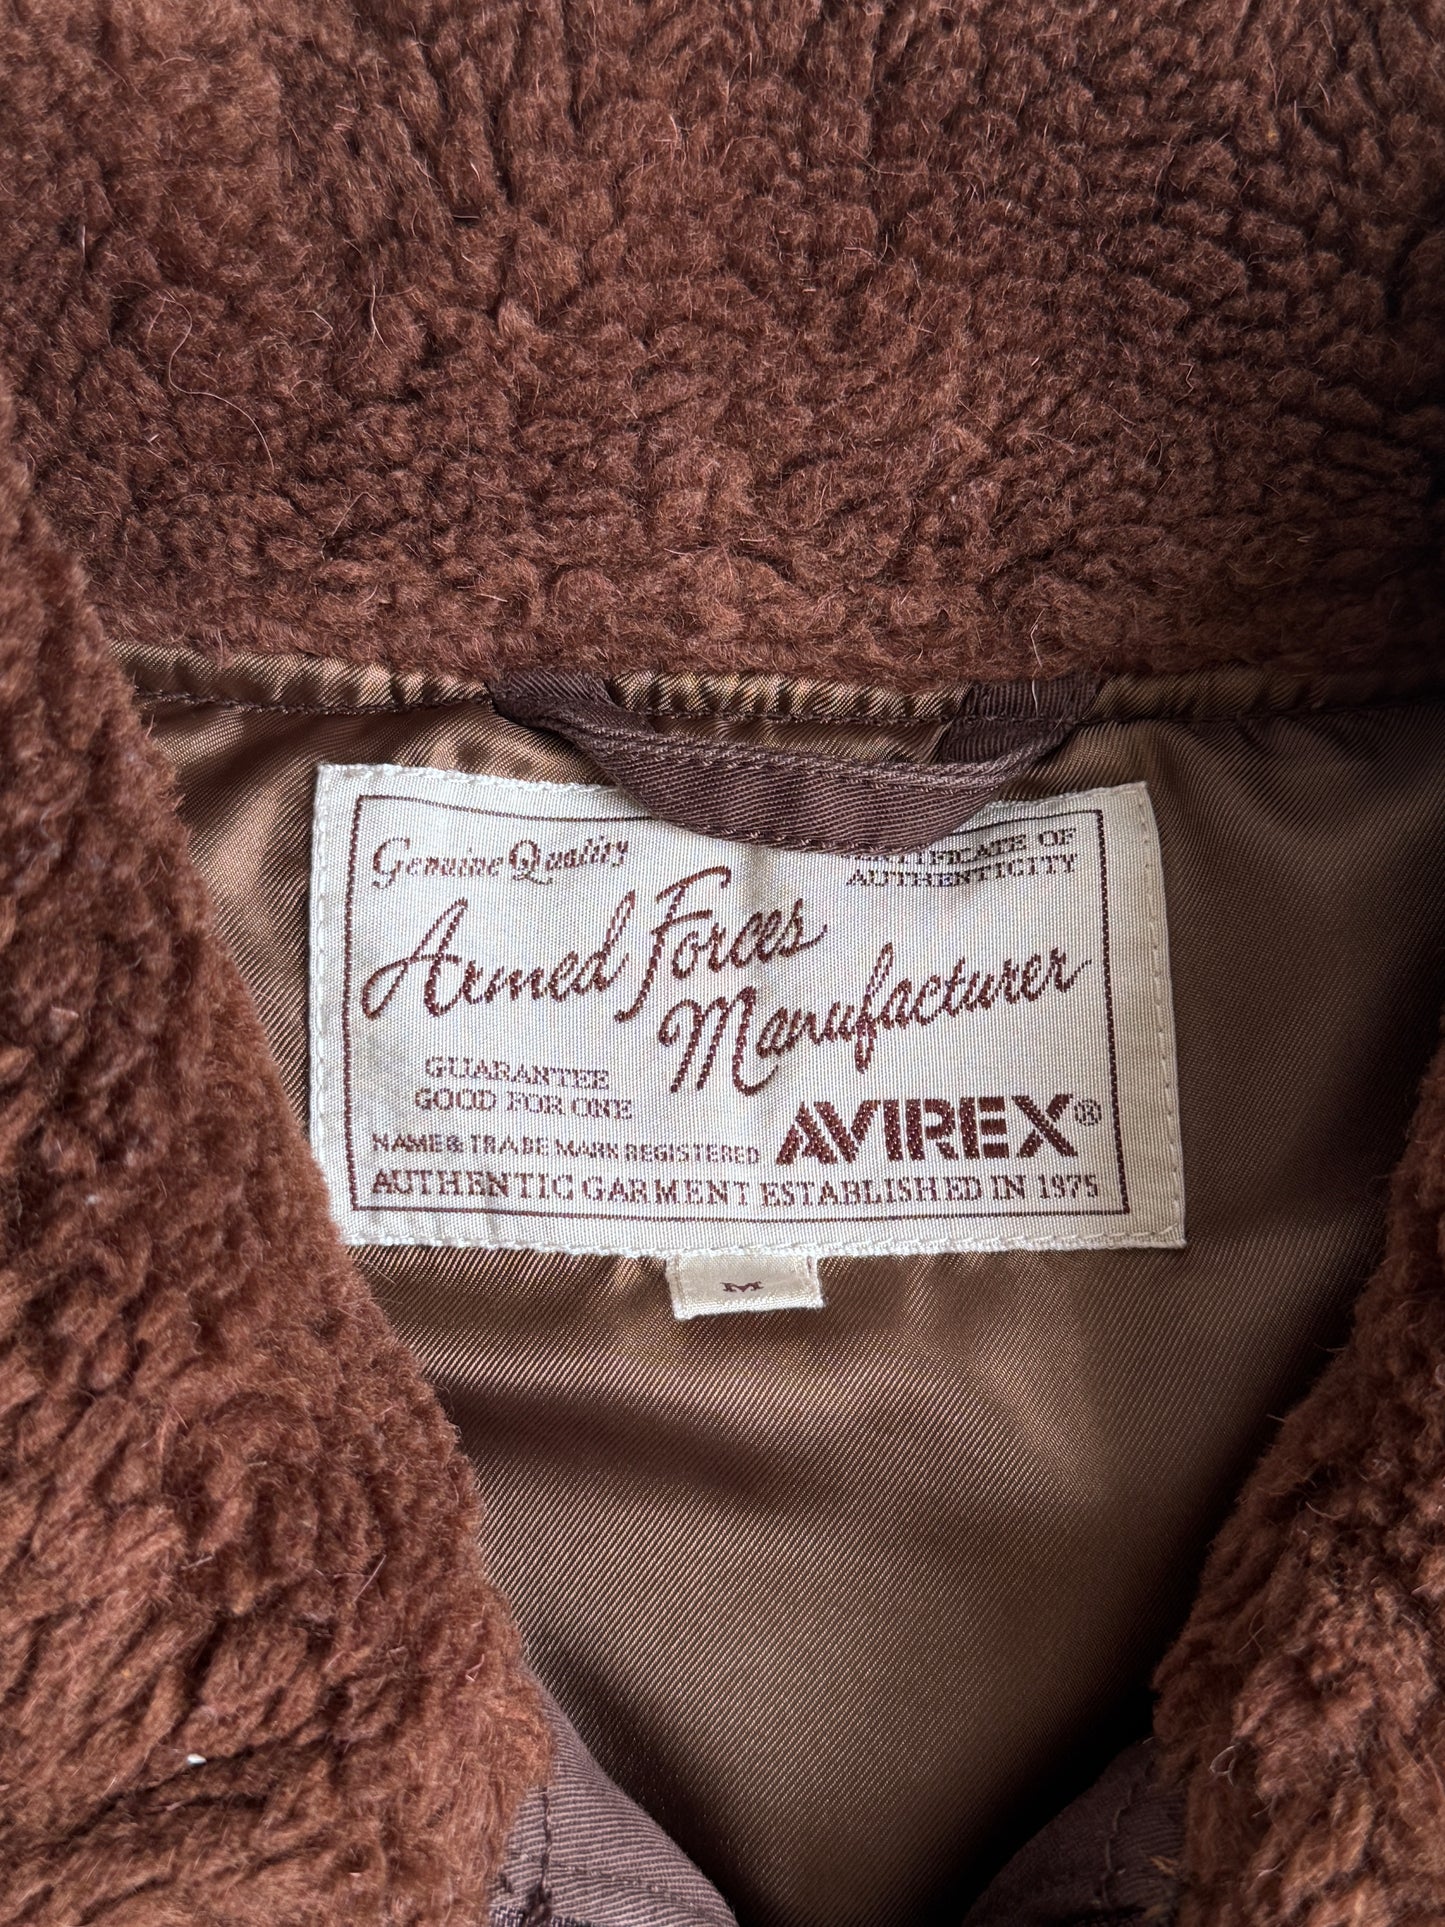 Genuine Quality
CERTIFICATE OF
AUTHENTICITY
Armed Forces
Manufacturer
GUARANTEE
GOOD FOR ONE
NAME & TRADE MARK REGISTERED
AVIREX®
AUTHENTIC GARMENT ESTABLISHED IN 1975
M